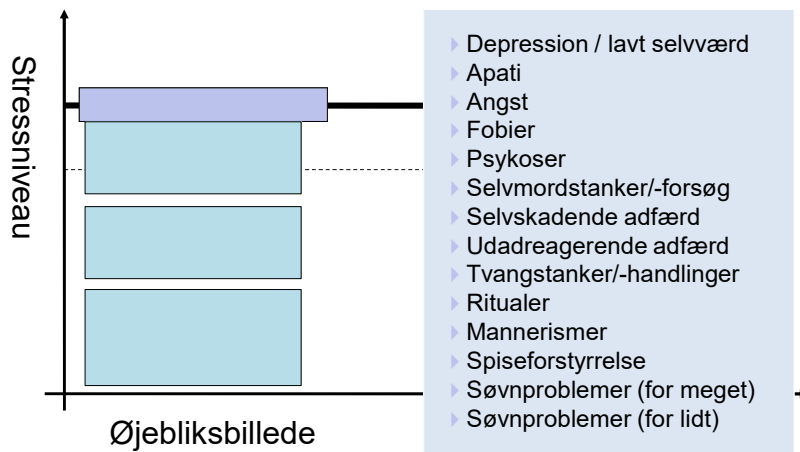 Stressniveau
Depression / lavt selvværd
Apati
Angst
Fobier
Psykoser
Selvmordstanker/-forsøg
Selvskadende adfærd
Udadreagerende adfærd
Tvangstanker/-handlinger
Ritualer
Mannerismer
Spiseforstyrrelse
Søvnproblemer (for meget)
Søvnproblemer (for lidt)
Øjebliksbillede